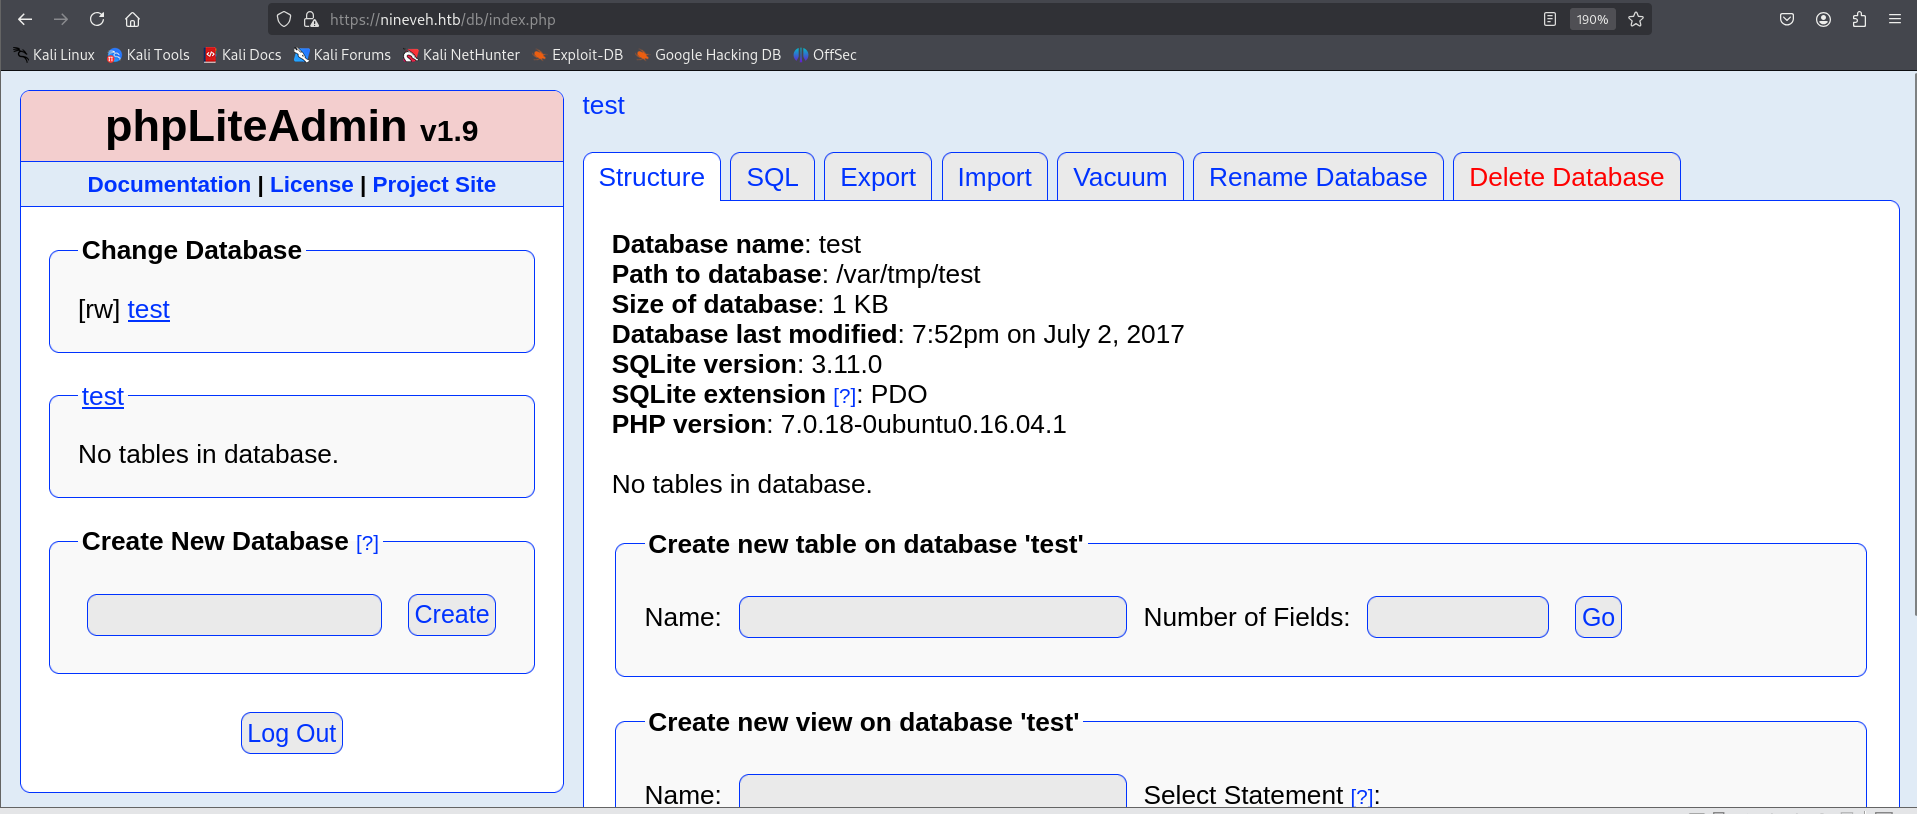 https://nineveh.htb/db/index.php
190%
Kali Linux
Kali Tools
Kali Docs
Kali Forums
Kali NetHunter
Exploit-DB
Google Hacking DB
OffSec
phpLiteAdmin v1.9
Documentation | License | Project Site
Change Database
[rw] test
test
No tables in database.
Create New Database [?]
Create
Log Out
test
Structure
SQL
Export
Import
Vacuum
Rename Database
Delete Database
Database name: test
Path to database: /var/tmp/test
Size of database: 1 KB
Database last modified: 7:52pm on July 2, 2017
SQLite version: 3.11.0
SQLite extension [?]: PDO
PHP version: 7.0.18-0ubuntu0.16.04.1
No tables in database.
Create new table on database 'test'
Name:
Number of Fields:
Go
Create new view on database 'test'
Name:
Select Statement [?]: